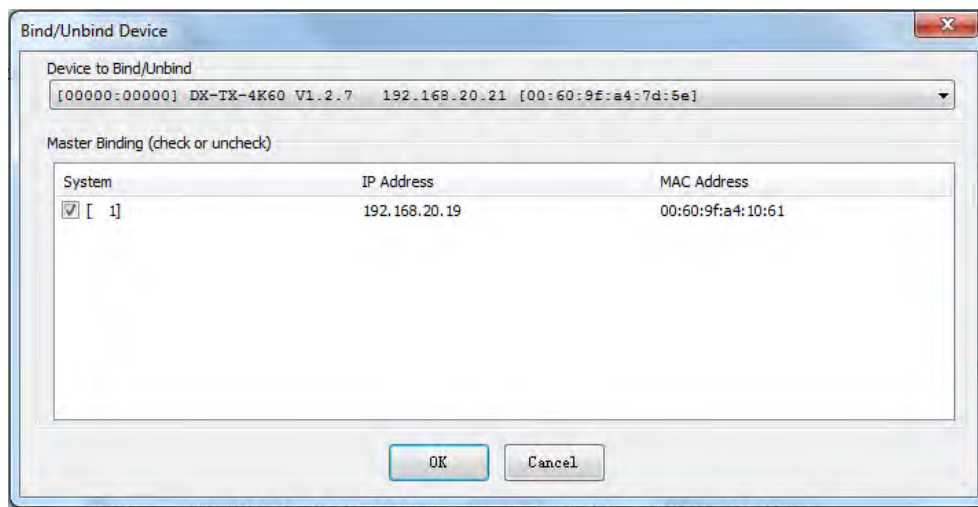 Bind/Unbind Device
Device to Bind/Unbind
[00000:00000] DX-TX-4K60 V1.2.7 192.168.20.21 [00:60:9f:a4:7d:5e]
Master Binding (check or uncheck)
System IP Address MAC Address
[ 1] 192.168.20.19 00:60:9f:a4:10:61
OK Cancel